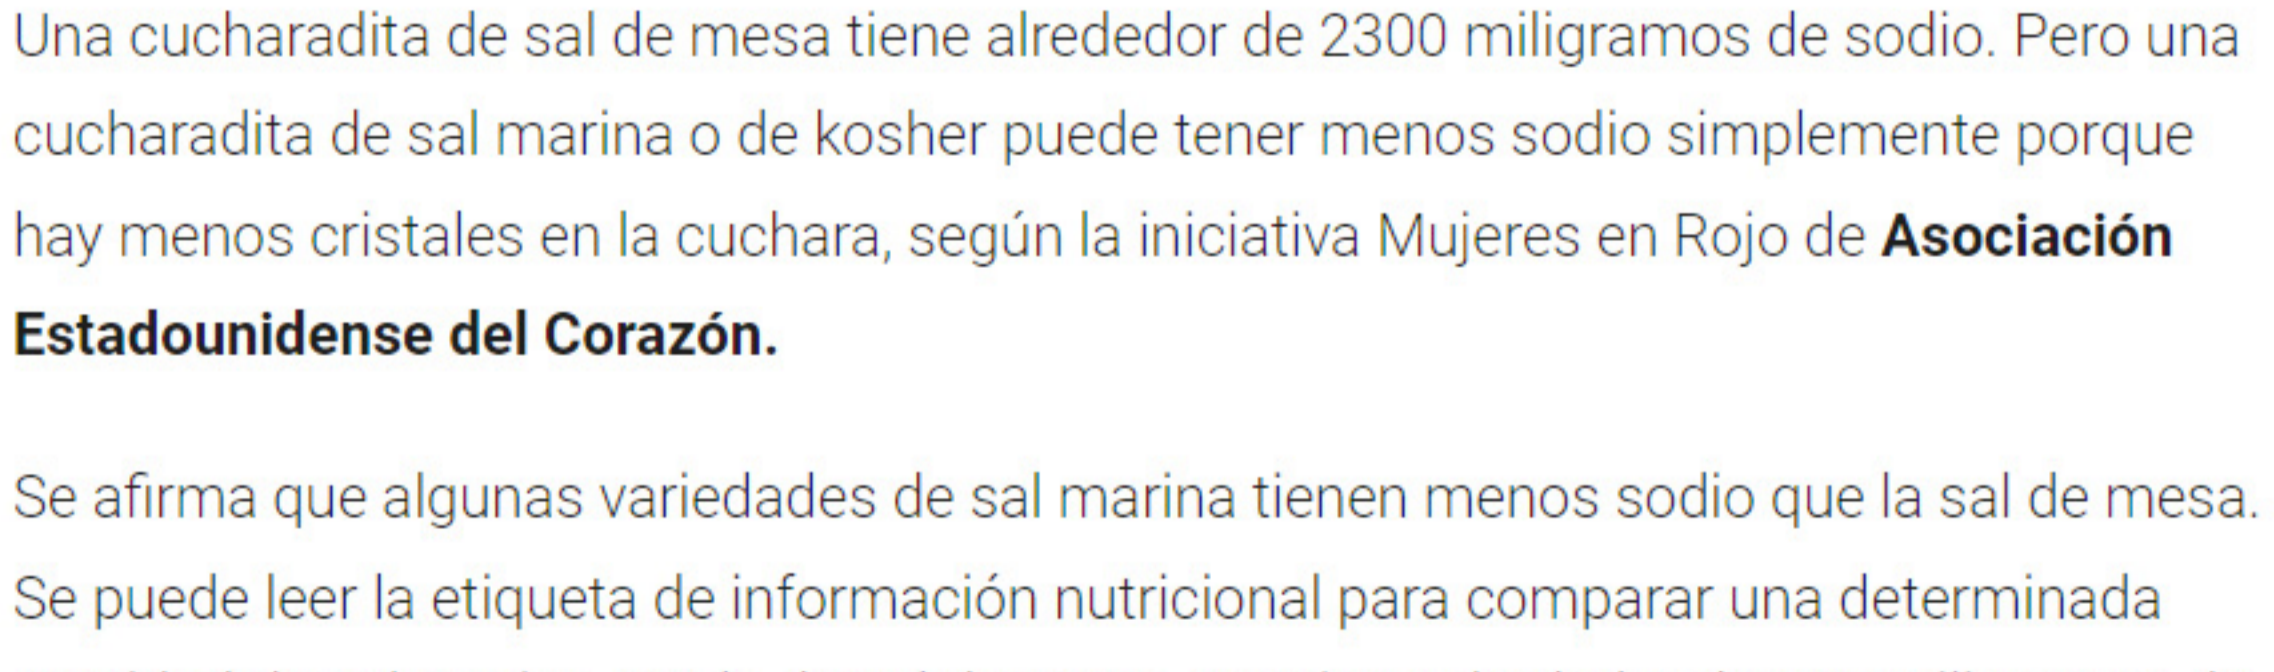 Una cucharadita de sal de mesa tiene alrededor de 2300 miligramos de sodio. Pero una
cucharadita de sal marina o de kosher puede tener menos sodio simplemente porque
hay menos cristales en la cuchara, según la iniciativa Mujeres en Rojo de Asociación
Estadounidense del Corazón.
Se afirma que algunas variedades de sal marina tienen menos sodio que la sal de mesa.
Se puede leer la etiqueta de información nutricional para comparar una determinada